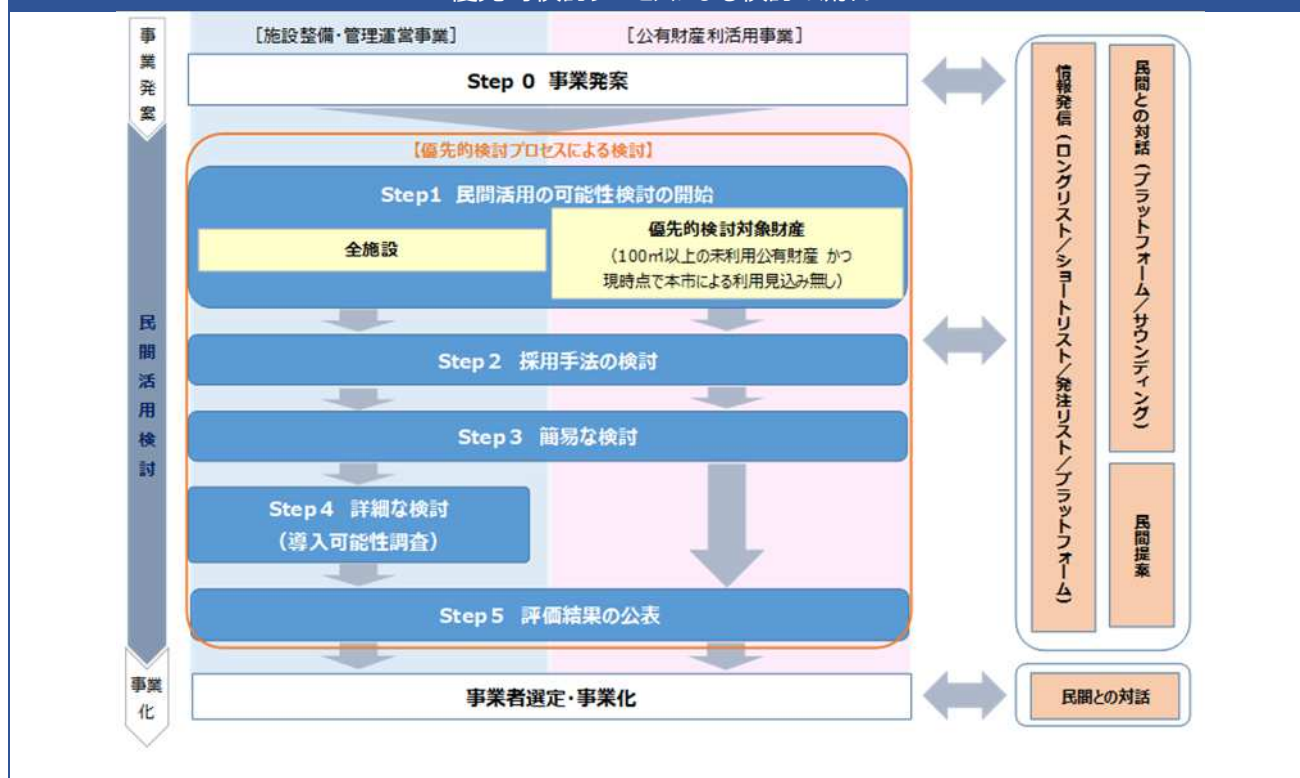 事業発案
[施設整備・管理運営事業]
[公有財産利活用事業]
Step 0 事業発案
【優先的検討プロセスによる検討】
Step1 民間活用の可能性検討の開始
全施設
優先的検討対象財産
（100㎡以上の未利用公有財産 かつ
現時点で本市による利用見込み無し）
民間活用検討
Step2 採用手法の検討
Step3 簡易な検討
Step4 詳細な検討
（導入可能性調査）
Step5 評価結果の公表
事業化
事業者選定・事業化
情報発信（ロングリスト/ショートリスト/発注リスト/プラットフォーム）
民間との対話（プラットフォーム/サウンディング）
民間提案
民間との対話